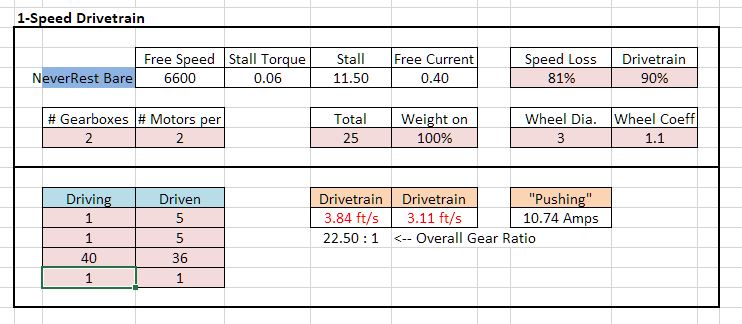 1-Speed Drivetrain
Free Speed Stall Torque Stall Free Current Speed Loss Drivetrain
NeverRest Bare 6600 0.06 11.50 0.40 81% 90%
# Gearboxes # Motors per Total Weight on Wheel Dia. Wheel Coeff
2 2 25 100% 3 1.1
Driving Driven Drivetrain Drivetrain "Pushing"
1 5 3.84 ft/s 3.11 ft/s 10.74 Amps
1 5 22.50 : 1 <-- Overall Gear Ratio
40 36
1 1